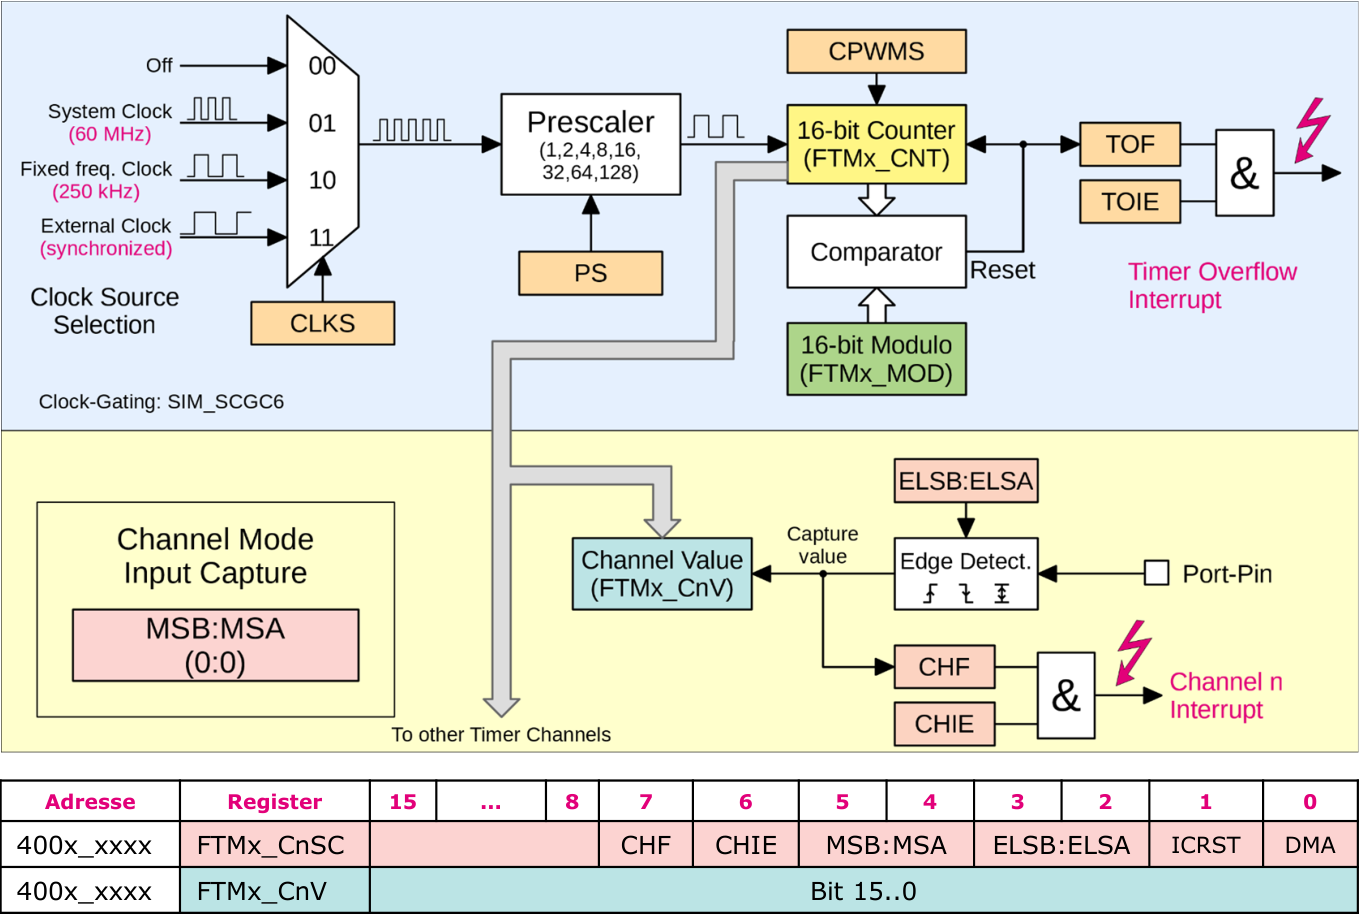 Off
System Clock
(60 MHz)
Fixed freq. Clock
(250 kHz)
External Clock
(synchronized)
00
01
10
11
Clock Source
Selection
CLKS
Prescaler
(1,2,4,8,16,
32,64,128)
PS
CPWMS
16-bit Counter
(FTMx_CNT)
Comparator
Reset
16-bit Modulo
(FTMx_MOD)
TOF
TOIE
&
Timer Overflow
Interrupt
Clock-Gating: SIM_SCGC6
Channel Mode
Input Capture
MSB:MSA
(0:0)
Channel Value
(FTMx_CnV)
Capture
value
ELSB:ELSA
Edge Detect.
Port-Pin
CHF
CHIE
&
Channel n
Interrupt
To other Timer Channels
Adresse Register 15 ... 8 7 6 5 4 3 2 1 0
400x_xxxx FTMx_CnSC CHF CHIE MSB:MSA ELSB:ELSA ICRST DMA
400x_xxxx FTMx_CnV Bit 15..0